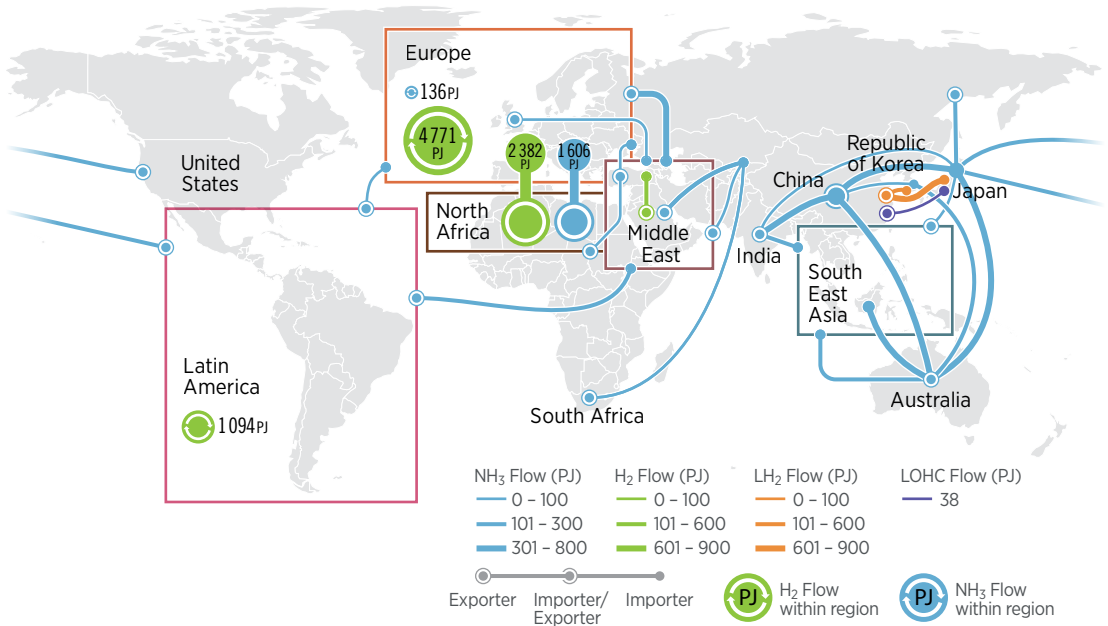 Europe
136 PJ
4 771
PJ
2 382
PJ
1 606
PJ
United
States
Republic
of Korea
China
Japan
North
Africa
Middle
East
India
South
East
Asia
Latin
America
1 094 PJ
South Africa
Australia
NH₃ Flow (PJ)
0 – 100
101 – 300
301 – 800
H₂ Flow (PJ)
0 – 100
101 – 600
601 – 900
LH₂ Flow (PJ)
0 – 100
101 – 600
601 – 900
LOHC Flow (PJ)
38
Exporter
Importer/
Exporter
Importer
PJ
H₂ Flow
within region
PJ
NH₃ Flow
within region